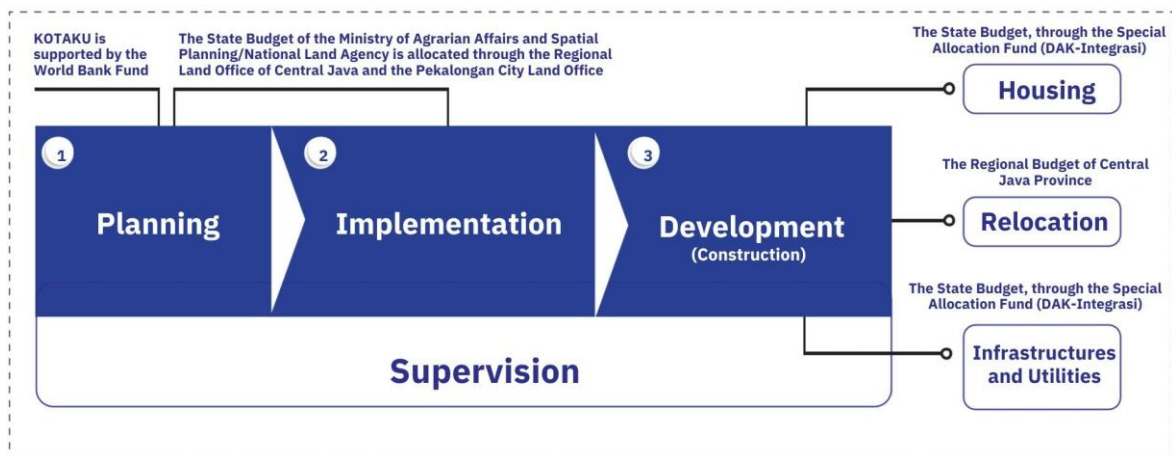 KOTAKU is
supported by the
World Bank Fund
The State Budget of the Ministry of Agrarian Affairs and Spatial
Planning/National Land Agency is allocated through the Regional
Land Office of Central Java and the Pekalongan City Land Office
The State Budget, through the Special
Allocation Fund (DAK-Integrasi)
Housing
1
Planning
2
Implementation
3
Development
(Construction)
The Regional Budget of Central
Java Province
Relocation
The State Budget, through the Special
Allocation Fund (DAK-Integrasi)
Infrastructures
and Utilities
Supervision